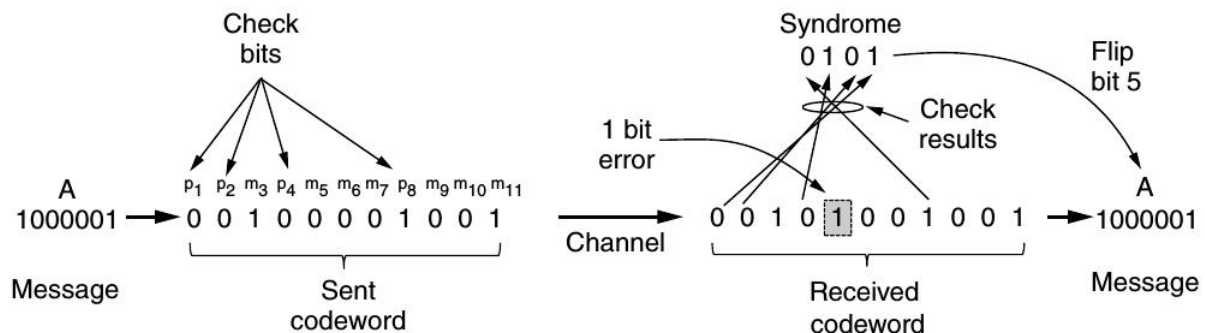 Check
bits
p1 p2 m3 p4 m5 m6 m7 p8 m9 m10 m11
A
1000001
0 0 1 0 0 0 0 1 0 0 1
Message
Sent
codeword
Channel
Syndrome
0 1 0 1
Flip
bit 5
Check
results
1 bit
error
0 0 1 0 1 0 0 1 0 0 1
Received
codeword
A
1000001
Message